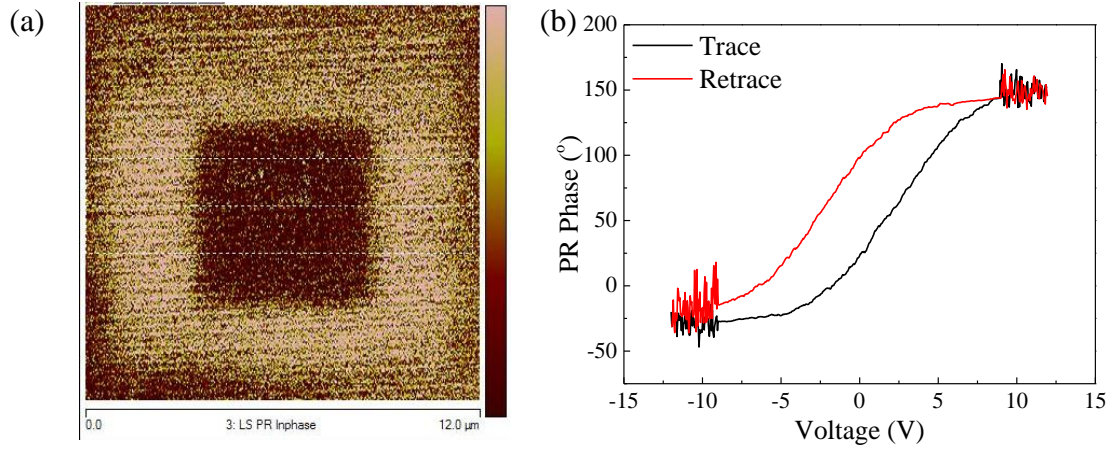 (a)
0.0 3: LS PR Inphase 12.0 µm
(b)
Trace
Retrace
200
150
100
50
0
-50
PR Phase (°)
-15 -10 -5 0 5 10 15
Voltage (V)